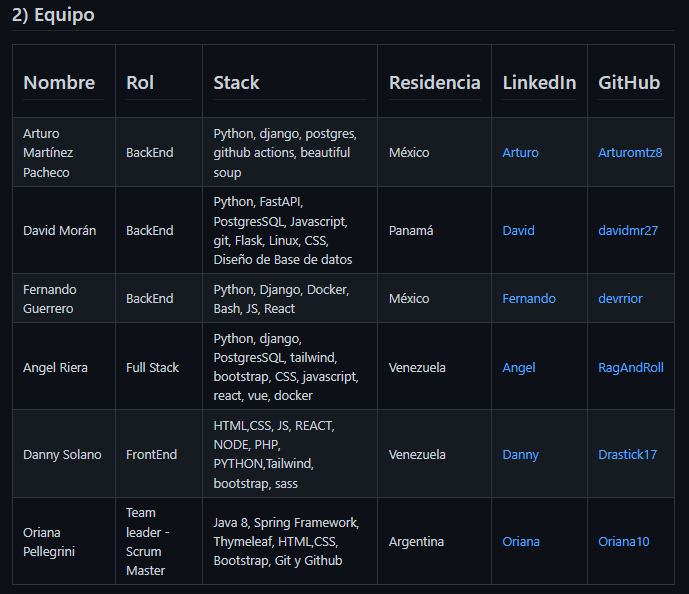 2) Equipo
Nombre Rol Stack Residencia LinkedIn GitHub
Arturo
Martínez
Pacheco
BackEnd
Python, django, postgres,
github actions, beautiful
soup
México
Arturo
Arturomtz8
David Morán
BackEnd
Python, FastAPI,
PostgresSQL, Javascript,
git, Flask, Linux, CSS,
Diseño de Base de datos
Panamá
David
davidmr27
Fernando
Guerrero
BackEnd
Python, Django, Docker,
Bash, JS, React
México
Fernando
devrrior
Angel Riera
Full Stack
Python, django,
PostgresSQL, tailwind,
bootstrap, CSS, javascript,
react, vue, docker
Venezuela
Angel
RagAndRoll
Danny Solano
FrontEnd
HTML,CSS, JS, REACT,
NODE, PHP,
PYTHON,Tailwind,
bootstrap, sass
Venezuela
Danny
Drastick17
Oriana
Pellegrini
Team
leader -
Scrum
Master
Java 8, Spring Framework,
Thymeleaf, HTML,CSS,
Bootstrap, Git y Github
Argentina
Oriana
Oriana10